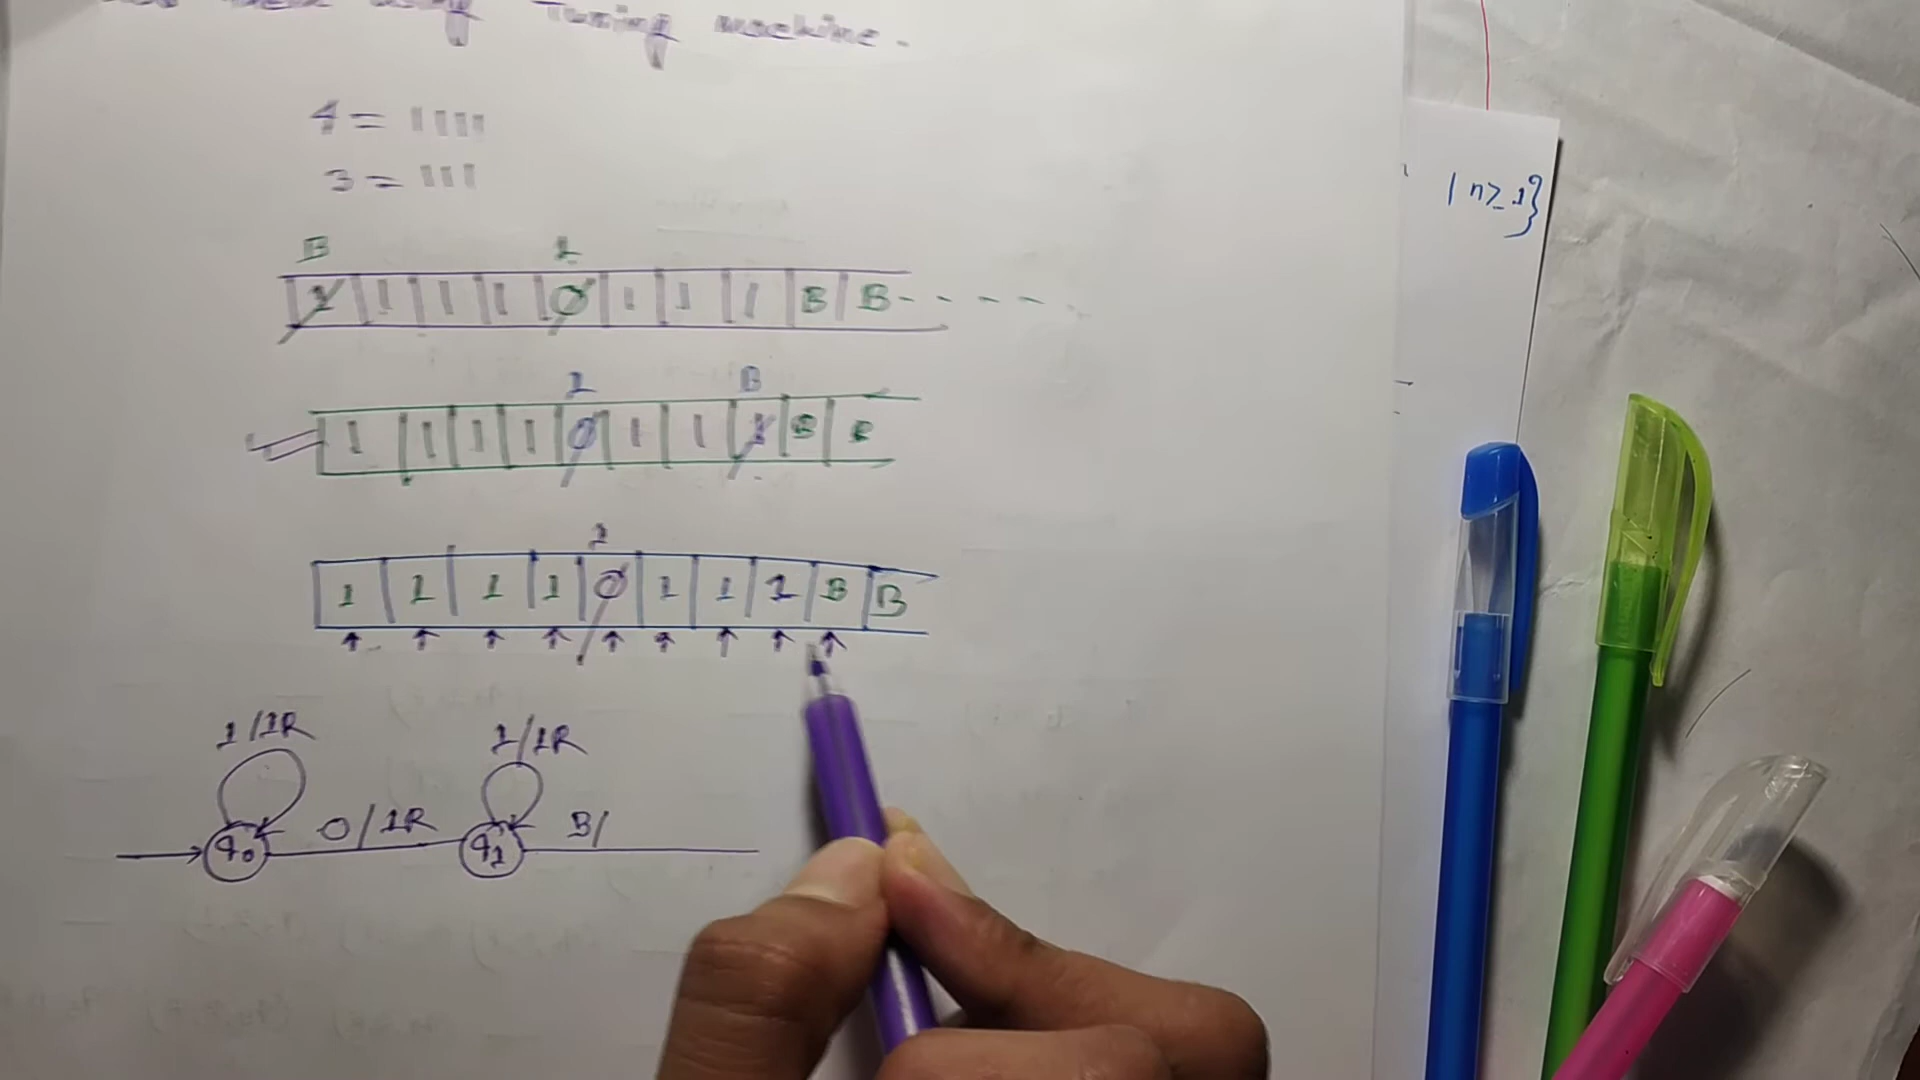 using Turing machine.
4 = 1111
3 = 111
B 1
1 1 1 1 0 1 1 1 B B - - - - -
1 B
1 1 1 1 0 1 1 1 B B
1
1 1 1 1 0 1 1 1 B B
1/1R 1/1R
q0 0/1R q1 B/
| n≥1}